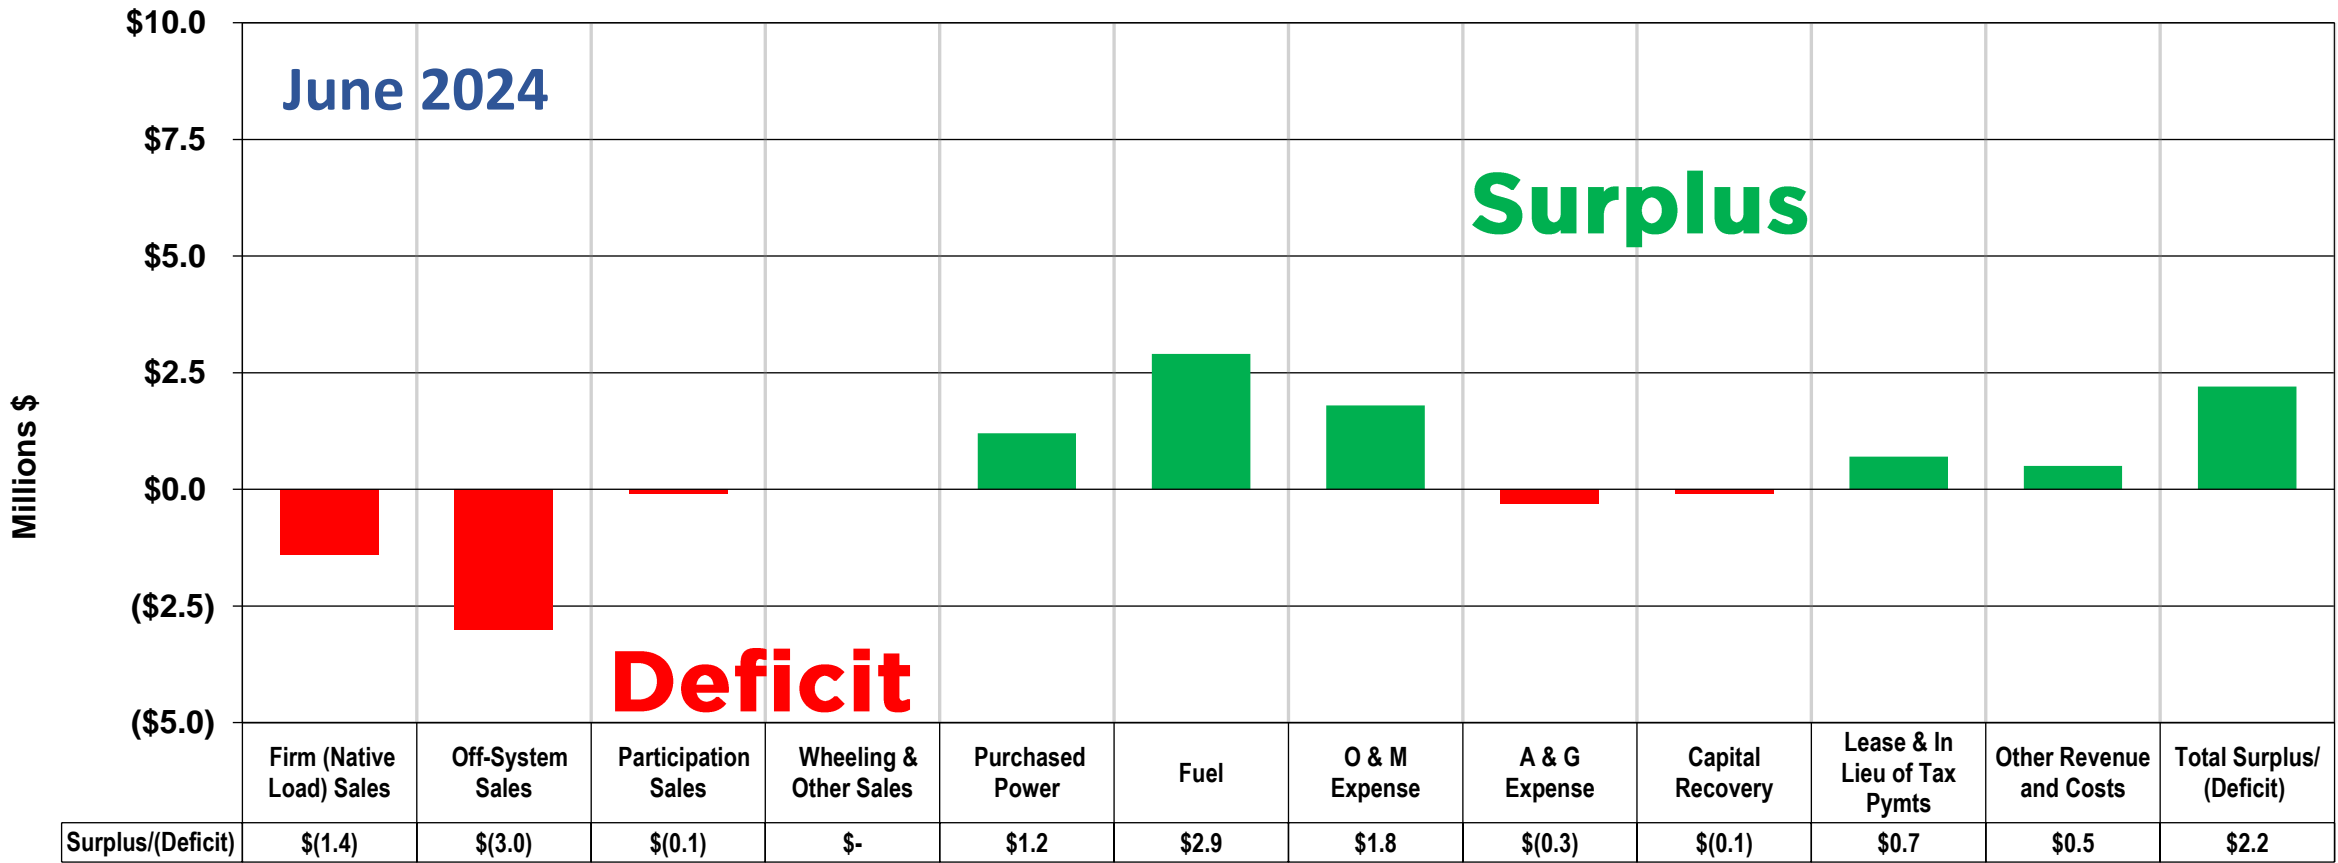 $10.0
June 2024
$7.5
Surplus
$5.0
$2.5
Millions $
$0.0
($2.5)
Deficit
($5.0)
Firm (Native
Load) Sales
Off-System
Sales
Participation
Sales
Wheeling &
Other Sales
Purchased
Power
Fuel
O & M
Expense
A & G
Expense
Capital
Recovery
Lease & In
Lieu of Tax
Pymts
Other Revenue
and Costs
Total Surplus/
(Deficit)
Surplus/(Deficit) $(1.4) $(3.0) $(0.1) $- $1.2 $2.9 $1.8 $(0.3) $(0.1) $0.7 $0.5 $2.2